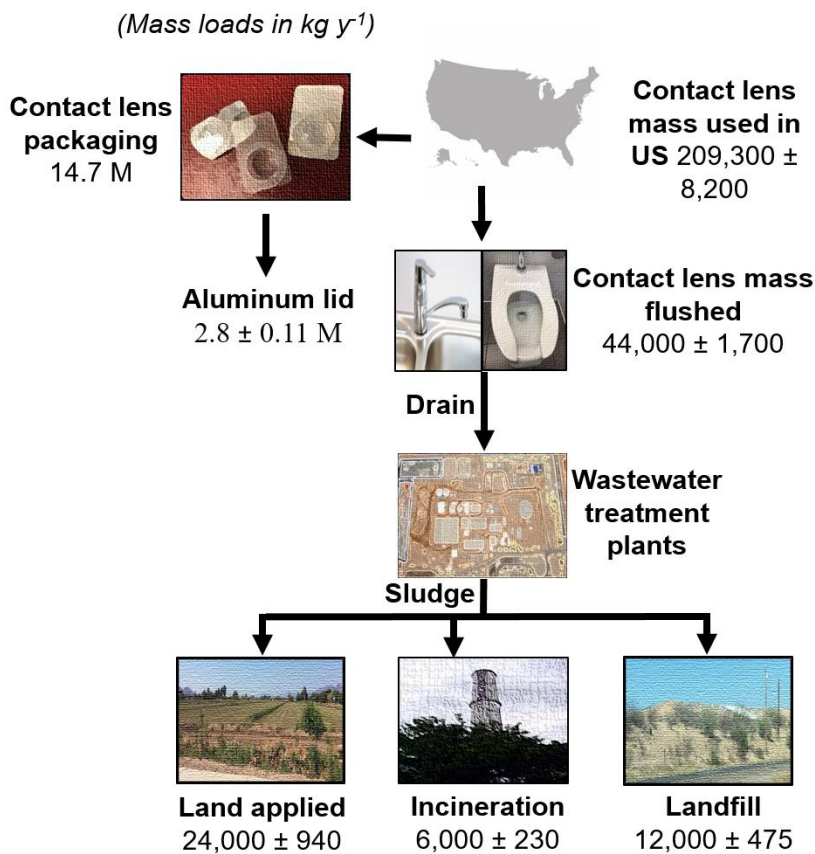 (Mass loads in kg y⁻¹)
Contact lens
packaging
14.7 M
Contact lens
mass used in
US 209,300 ±
8,200
Aluminum lid
2.8 ± 0.11 M
Contact lens mass
flushed
44,000 ± 1,700
Drain
Wastewater
treatment
plants
Sludge
Land applied
24,000 ± 940
Incineration
6,000 ± 230
Landfill
12,000 ± 475